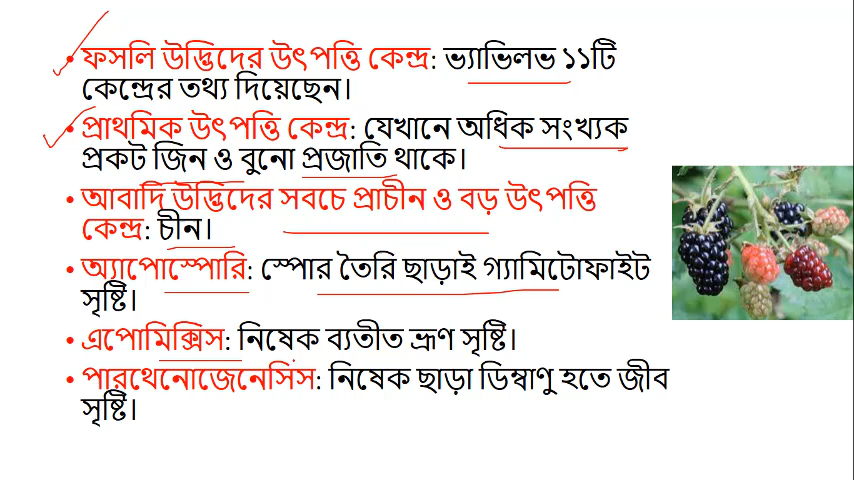 • ফসলি উদ্ভিদের উৎপত্তি কেন্দ্র: ভ্যাভিলভ ১১টি
কেন্দ্রের তথ্য দিয়েছেন।
• প্রাথমিক উৎপত্তি কেন্দ্র: যেখানে অধিক সংখ্যক
প্রকট জিন ও বুনো প্রজাতি থাকে।
• আবাদি উদ্ভিদের সবচে প্রাচীন ও বড় উৎপত্তি
কেন্দ্র: চীন।
• অ্যাপোস্পোরি: স্পোর তৈরি ছাড়াই গ্যামিটোফাইট
সৃষ্টি।
• এপোমিক্সিস: নিষেক ব্যতীত ভ্রূণ সৃষ্টি।
• পারথেনোজেনেসিস: নিষেক ছাড়া ডিম্বাণু হতে জীব
সৃষ্টি।